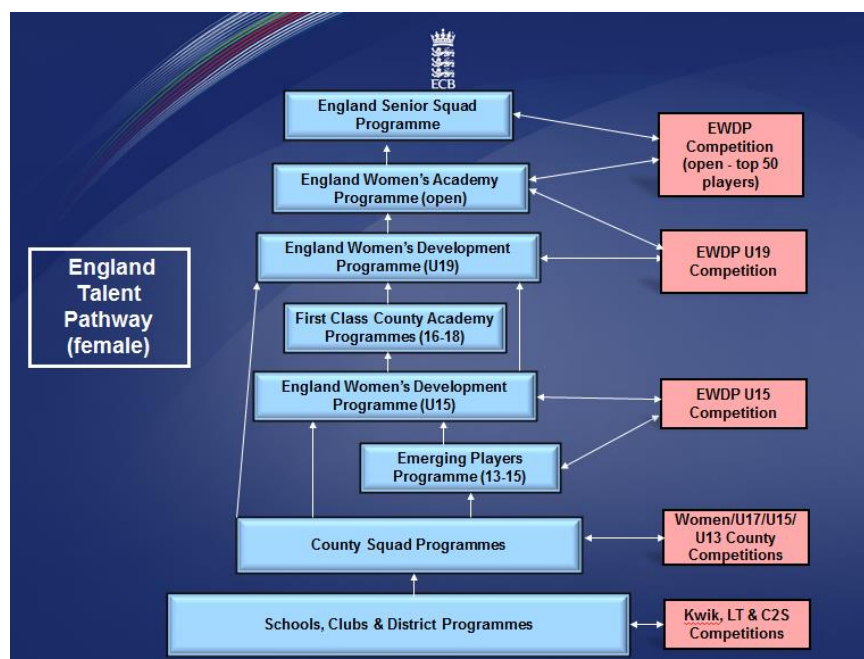 ECB
England Senior Squad
Programme
EWDP
Competition
(open - top 50
players)
England Women's Academy
Programme (open)
England Women's Development
Programme (U19)
EWDP U19
Competition
England
Talent
Pathway
(female)
First Class County Academy
Programmes (16-18)
England Women's Development
Programme (U15)
EWDP U15
Competition
Emerging Players
Programme (13-15)
County Squad Programmes
Women/U17/U15/
U13 County
Competitions
Schools, Clubs & District Programmes
Kwik, LT & C2S
Competitions